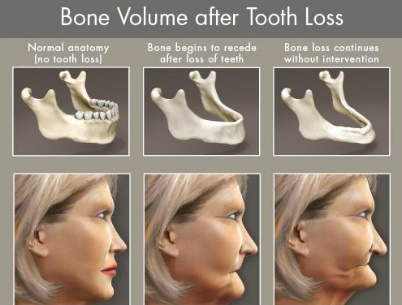 Bone Volume after Tooth Loss
Normal anatomy
(no tooth loss)
Bone begins to recede
after loss of teeth
Bone loss continues
without intervention